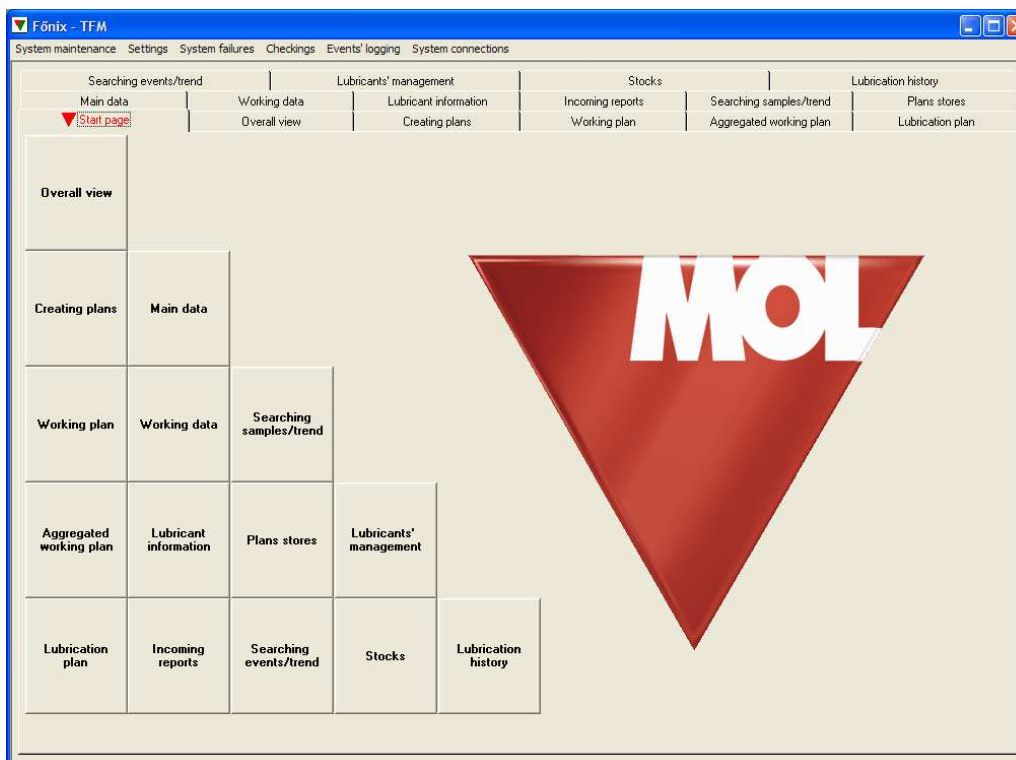 Főnix - TFM
System maintenance Settings System failures Checkings Events' logging System connections
Searching events/trend Lubricants' management Stocks Lubrication history
Main data Working data Lubricant information Incoming reports Searching samples/trend Plans stores
Start page Overall view Creating plans Working plan Aggregated working plan Lubrication plan
Overall view
Creating plans
Main data
Working plan
Working data
Searching
samples/trend
Aggregated
working plan
Lubricant
information
Plans stores
Lubricants'
management
Lubrication
plan
Incoming
reports
Searching
events/trend
Stocks
Lubrication
history
MOL